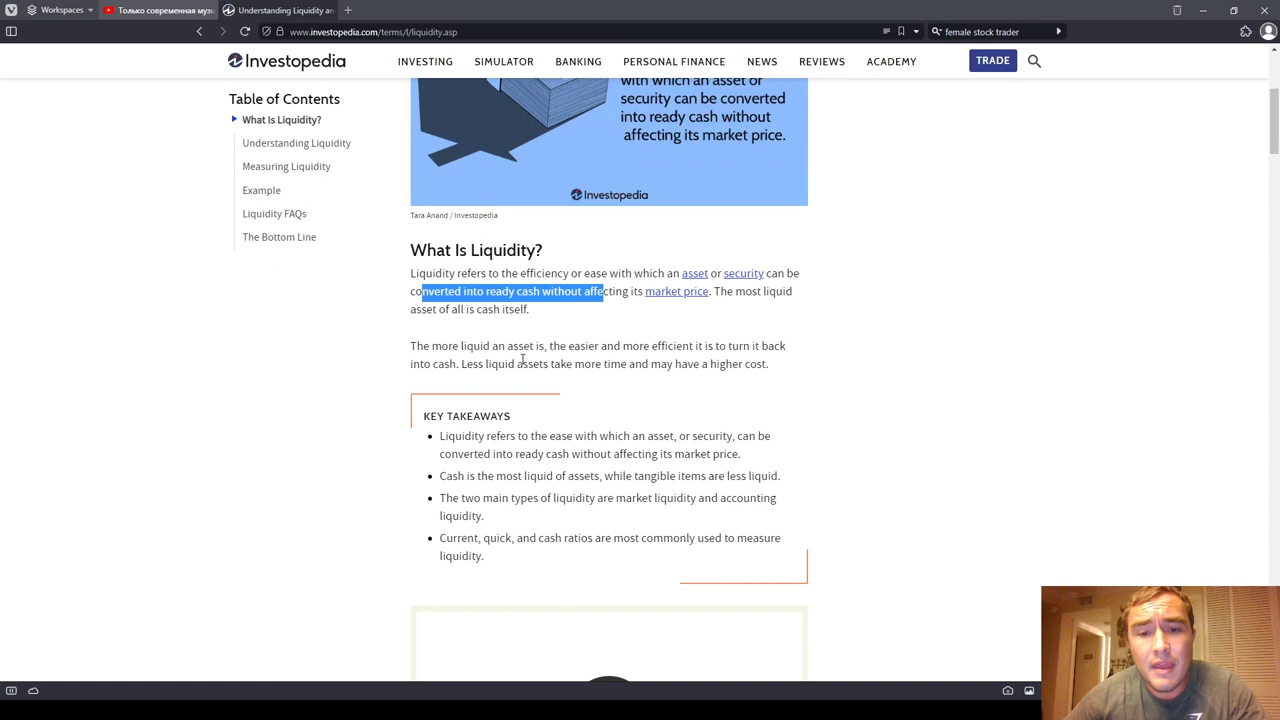 Workspaces
Только современная музы
Understanding Liquidity an
www.investopedia.com/terms/l/liquidity.asp
female stock trader
Investopedia
INVESTING
SIMULATOR
BANKING
PERSONAL FINANCE
NEWS
REVIEWS
ACADEMY
TRADE
Table of Contents
What Is Liquidity?
Understanding Liquidity
Measuring Liquidity
Example
Liquidity FAQs
The Bottom Line
with which an asset or
security can be converted
into ready cash without
affecting its market price.
Investopedia
Tara Anand / Investopedia
What Is Liquidity?
Liquidity refers to the efficiency or ease with which an asset or security can be
converted into ready cash without affecting its market price. The most liquid
asset of all is cash itself.
The more liquid an asset is, the easier and more efficient it is to turn it back
into cash. Less liquid assets take more time and may have a higher cost.
KEY TAKEAWAYS
Liquidity refers to the ease with which an asset, or security, can be
converted into ready cash without affecting its market price.
Cash is the most liquid of assets, while tangible items are less liquid.
The two main types of liquidity are market liquidity and accounting
liquidity.
Current, quick, and cash ratios are most commonly used to measure
liquidity.